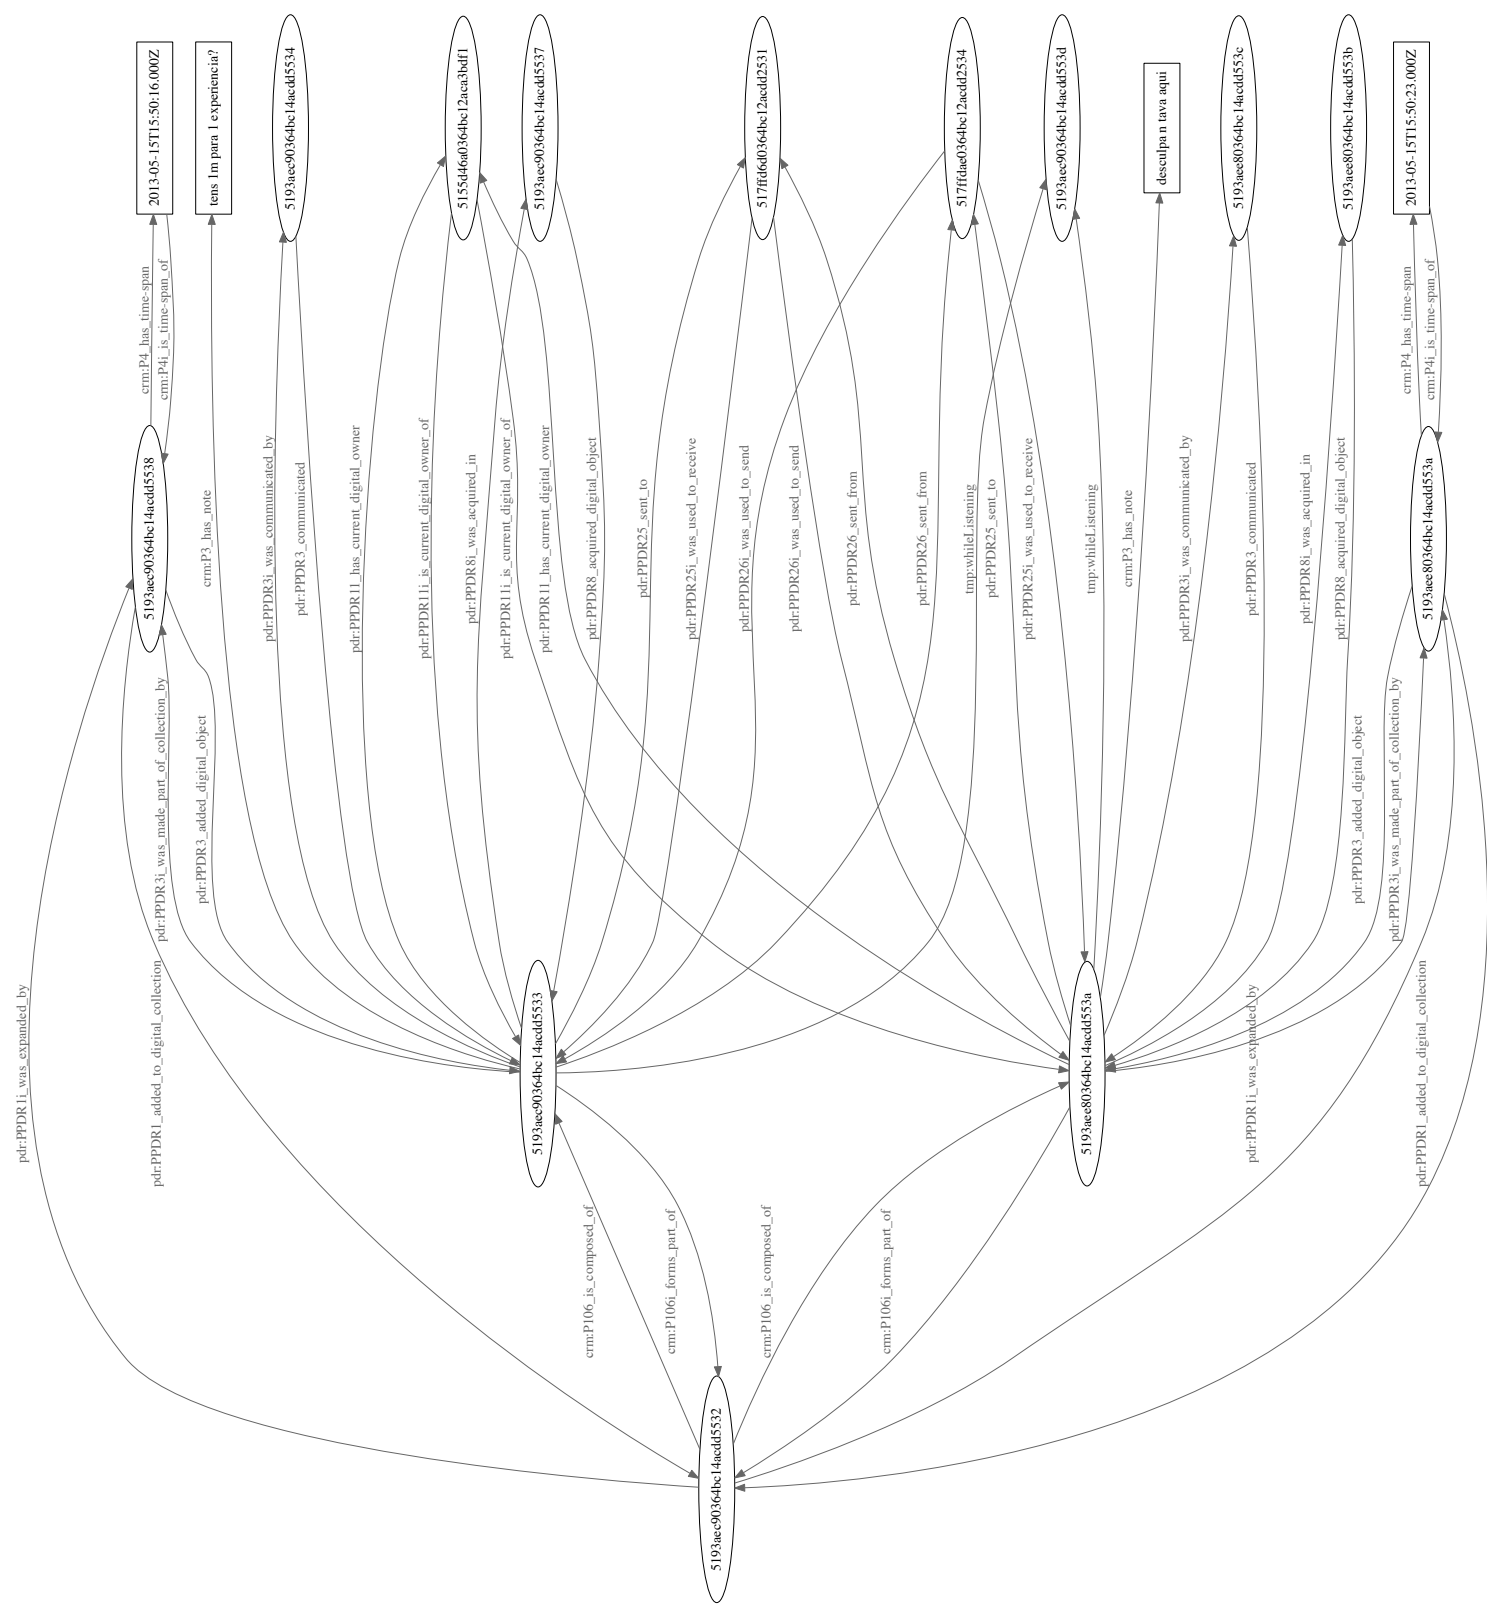 2013-05-15T15:50:16.000Z
tens 1m para 1 experiencia?
5193aec90364bc14acdd5534
5155d46a0364bc12aca3bdf1
5193aec90364bc14acdd5537
517ffd6d0364bc12acdd2531
517ffdae0364bc12acdd2534
5193aec90364bc14acdd553d
desculpa n tava aqui
5193aee80364bc14acdd553c
5193aee80364bc14acdd553b
2013-05-15T15:50:23.000Z
crm:P4_has_time-span
crm:P4i_is_time-span_of
crm:P4_has_time-span
crm:P4i_is_time-span_of
5193aec90364bc14acdd5538
crm:P3_has_note
pdr:PPDR3i_was_communicated_by
pdr:PPDR3_communicated
pdr:PPDR11_has_current_digital_owner
pdr:PPDR11i_is_current_digital_owner_of
pdr:PPDR8i_was_acquired_in
pdr:PPDR11i_is_current_digital_owner_of
pdr:PPDR11_has_current_digital_owner
pdr:PPDR8_acquired_digital_object
pdr:PPDR25_sent_to
pdr:PPDR25i_was_used_to_receive
pdr:PPDR26i_was_used_to_send
pdr:PPDR26i_was_used_to_send
pdr:PPDR26_sent_from
pdr:PPDR26_sent_from
tmp:whileListening
pdr:PPDR25_sent_to
pdr:PPDR25i_was_used_to_receive
tmp:whileListening
crm:P3_has_note
pdr:PPDR3i_was_communicated_by
pdr:PPDR3_communicated
pdr:PPDR8i_was_acquired_in
pdr:PPDR8_acquired_digital_object
5193aee80364bc14acdd553a
pdr:PPDR3i_was_made_part_of_collection_by
pdr:PPDR3_added_digital_object
pdr:PPDR3_added_digital_object
pdr:PPDR3i_was_made_part_of_collection_by
pdr:PPDR1i_was_expanded_by
pdr:PPDR1_added_to_digital_collection
5193aec90364bc14acdd5533
5193aee80364bc14acdd553a
pdr:PPDR1i_was_expanded_by
pdr:PPDR1_added_to_digital_collection
crm:P106_is_composed_of
crm:P106i_forms_part_of
crm:P106_is_composed_of
crm:P106i_forms_part_of
5193aec90364bc14acdd5532